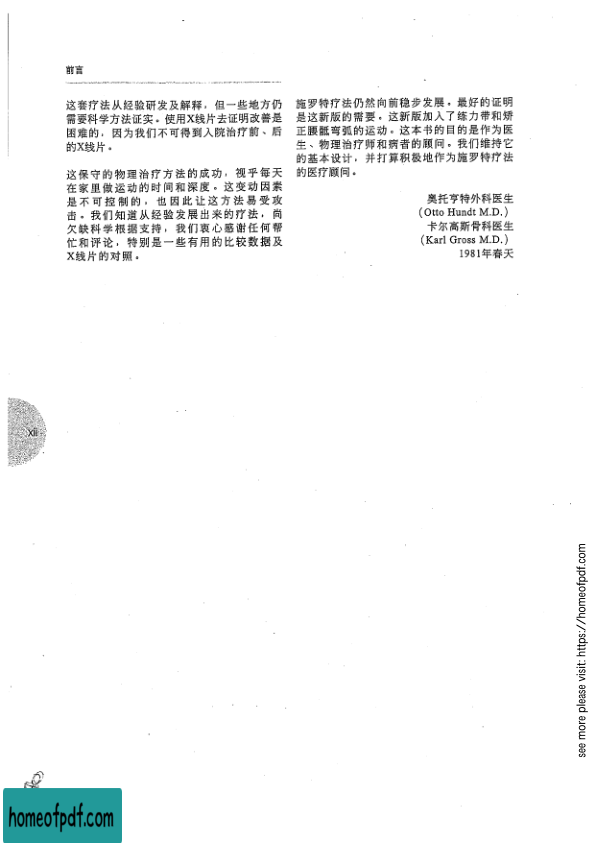 前言
这套疗法从经验研发及解释，但一些地方仍
需要科学方法证实。使用X线片去证明改善是
困难的，因为我们不可得到入院治疗前、后
的X线片。
这保守的物理治疗方法的成功，视乎每天
在家里做运动的时间和深度。这变动因素
是不可控制的，也因此让这方法易受攻
击。我们知道从经验发展出来的疗法，尚
欠缺科学根据支持，我们衷心感谢任何帮
忙和评论，特别是一些有用的比较数据及
X线片的对照。
施罗特疗法仍然向前稳步发展。最好的证明
是这新版的需要。这新版加入了练力带和矫
正腰骶弯弧的运动。这本书的目的是作为医
生、物理治疗师和病者的顾问。我们维持它
的基本设计，并打算积极地作为施罗特疗法
的医疗顾问。
奥托亨特外科医生
(Otto Hundt M.D.)
卡尔高斯骨科医生
(Karl Gross M.D.)
1981年春天
xii
see more please visit: https://homeofpdf.com
homeofpdf.com